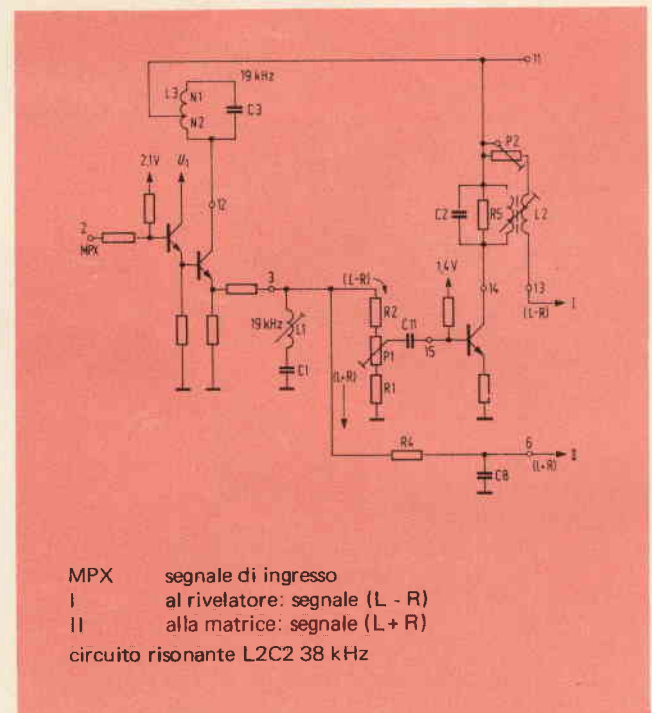 19 kHz
11
L3
N1
N2
C3
P2
2,1V
U1
12
C2
R5
L2
2
MPX
3
(L-R)
1,4V
14
13
(L-R)
I
19 kHz
L1
R2
C11
P1
15
C1
(L+R)
R1
R4
6
II
(L+R)
C8
MPX segnale di ingresso
I al rivelatore: segnale (L - R)
II alla matrice: segnale (L + R)
circuito risonante L2C2 38 kHz